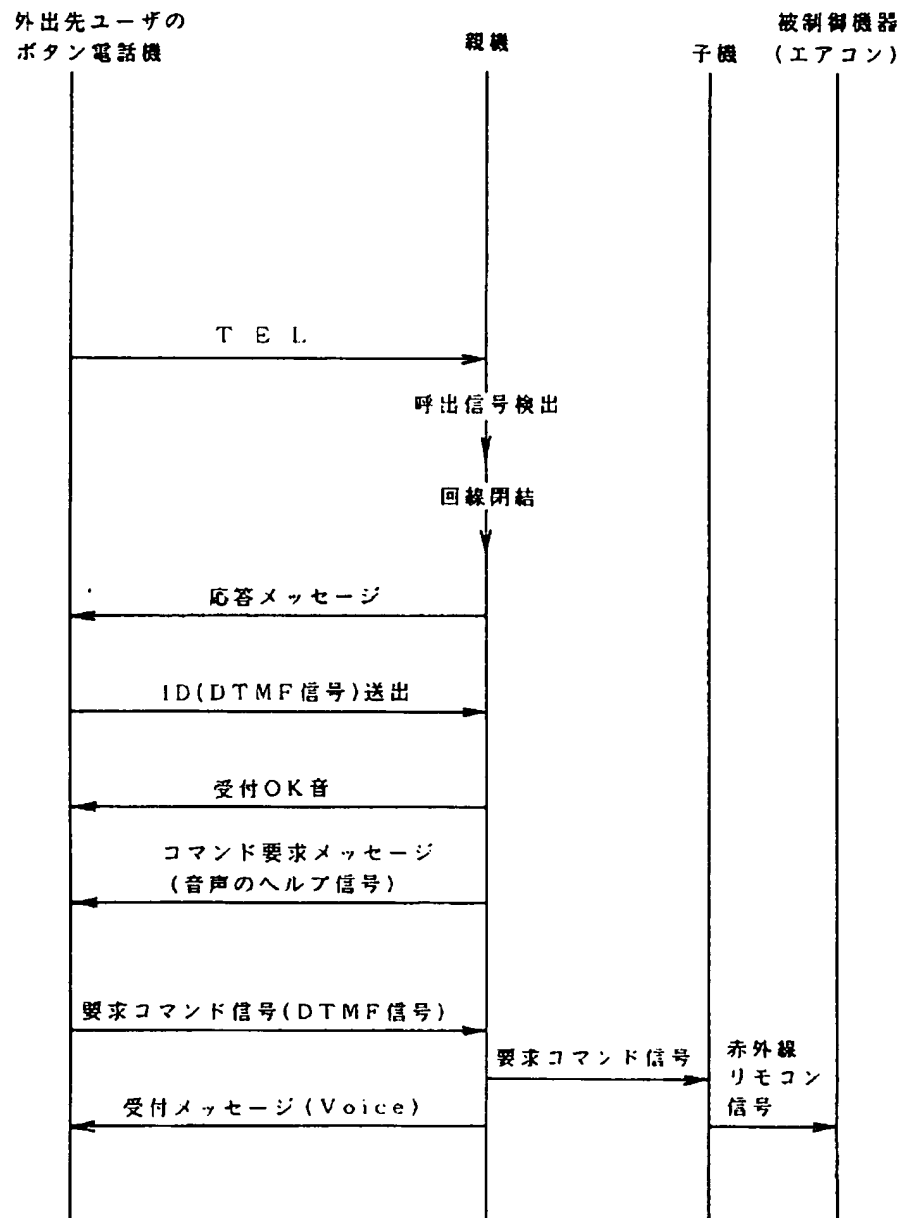 外出先ユーザの
ボタン電話機
親機
子機
被制御機器
(エアコン)
TEL
呼出信号検出
回線閉結
応答メッセージ
ID(DTMF信号)送出
受付OK音
コマンド要求メッセージ
(音声のヘルプ信号)
要求コマンド信号(DTMF信号)
要求コマンド信号
赤外線
リモコン
信号
受付メッセージ(Voice)